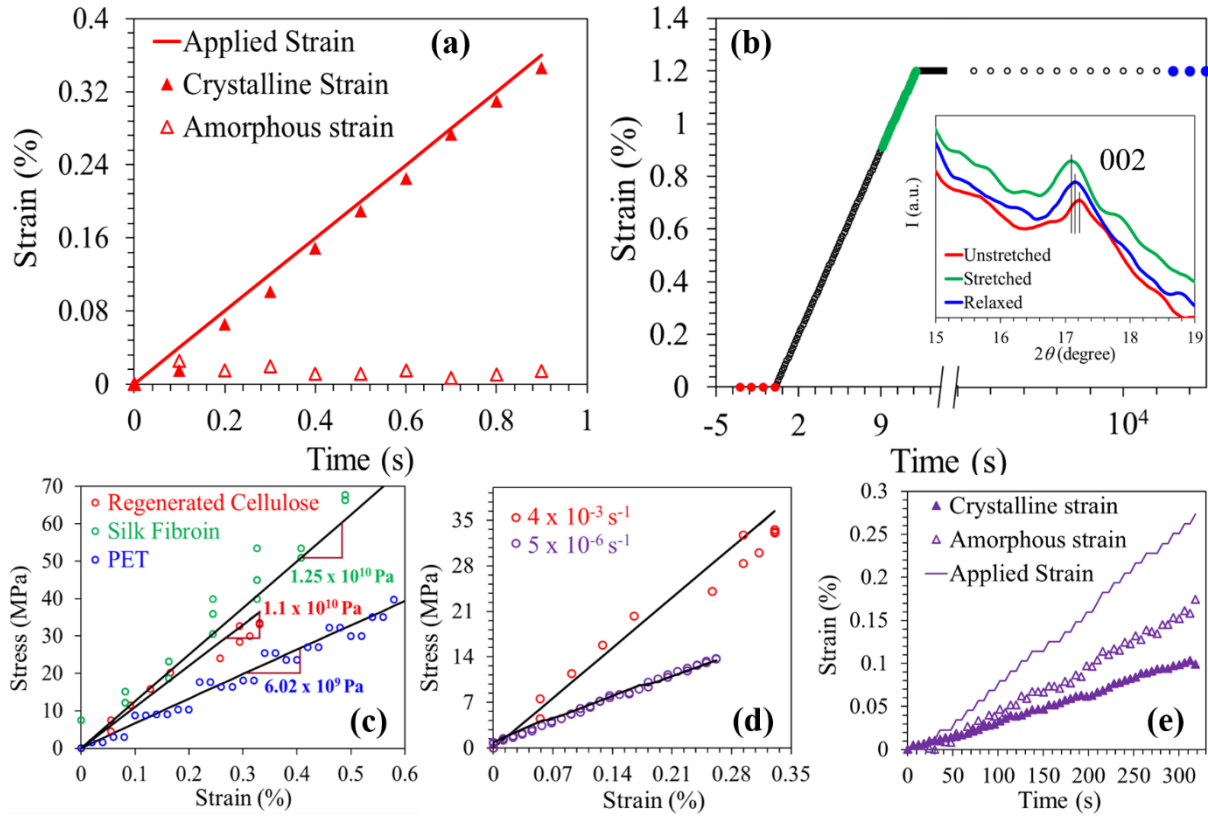 (a)
Applied Strain
Crystalline Strain
Amorphous strain
Strain (%)
0.4
0.32
0.24
0.16
0.08
0
0 0.2 0.4 0.6 0.8 1
Time (s)
(b)
Strain (%)
1.4
1.2
1
0.8
0.6
0.4
0.2
0
-5 2 9 10⁴
Time (s)
002
I (a.u.)
Unstretched
Stretched
Relaxed
15 16 17 18 19
2θ (degree)
(c)
Regenerated Cellulose
Silk Fibroin
PET
1.25 x 10¹⁰ Pa
1.1 x 10¹⁰ Pa
6.02 x 10⁹ Pa
Stress (MPa)
70
60
50
40
30
20
10
0
0 0.1 0.2 0.3 0.4 0.5 0.6
Strain (%)
(d)
4 x 10⁻³ s⁻¹
5 x 10⁻⁶ s⁻¹
Stress (MPa)
35
28
21
14
7
0
0 0.07 0.14 0.21 0.28 0.35
Strain (%)
(e)
Crystalline strain
Amorphous strain
Applied Strain
Strain (%)
0.3
0.25
0.2
0.15
0.1
0.05
0
0 50 100 150 200 250 300
Time (s)